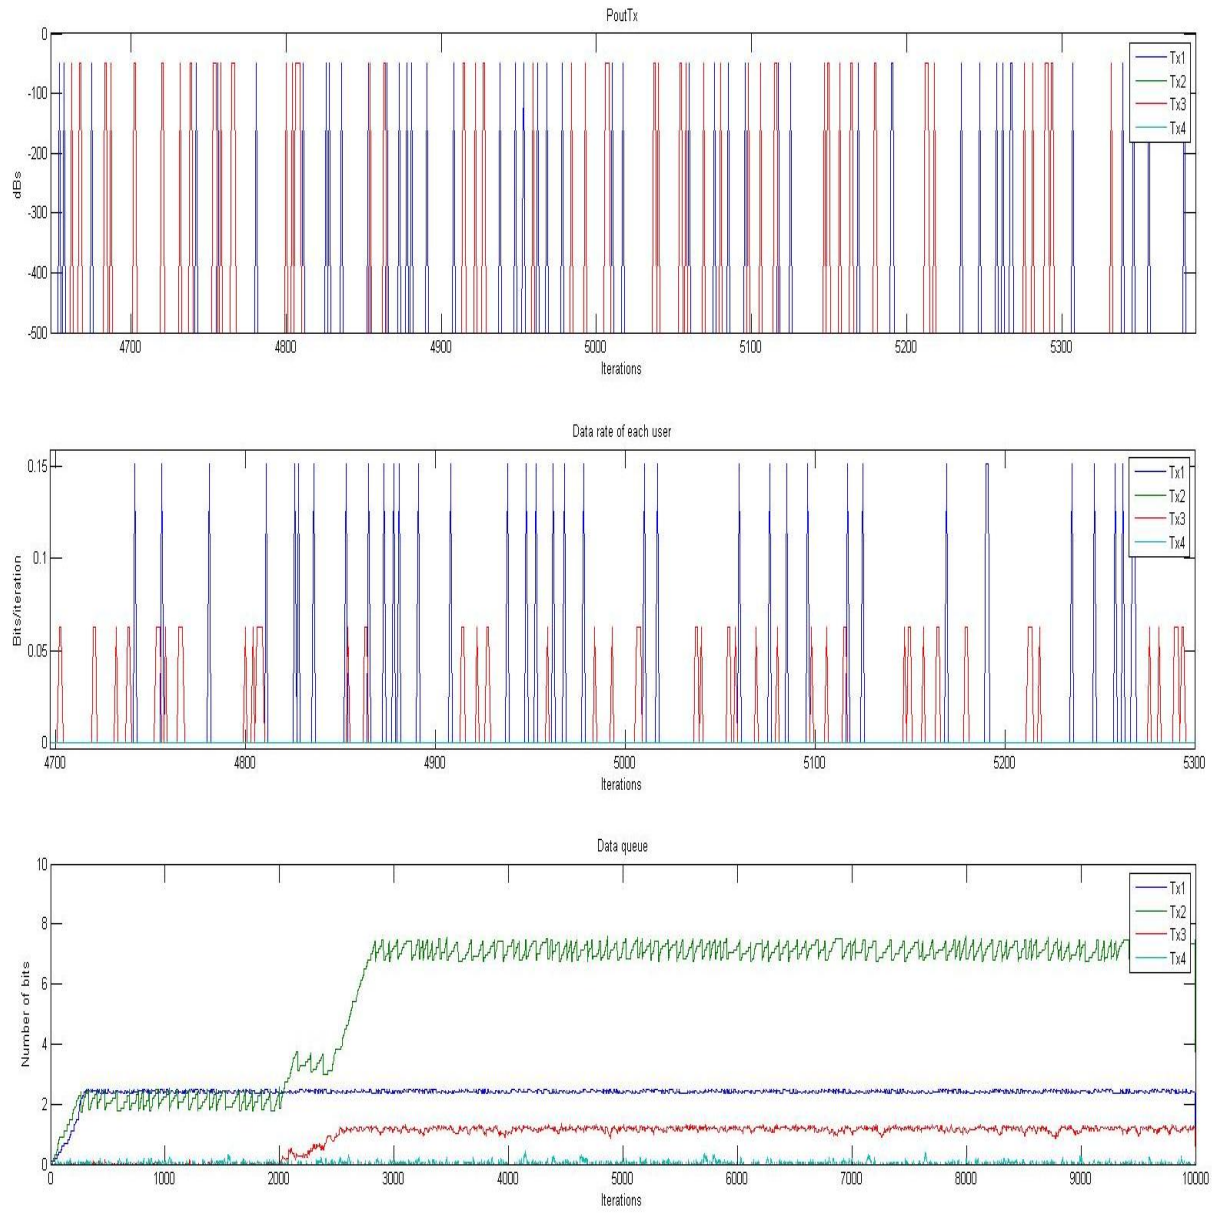 PoutTx
0
-100
-200
-300
-400
-500
dBs
4700 4800 4900 5000 5100 5200 5300
Iterations
Tx1
Tx2
Tx3
Tx4
Data rate of each user
0.15
0.1
0.05
0
Bits/iteration
4700 4800 4900 5000 5100 5200 5300
Iterations
Tx1
Tx2
Tx3
Tx4
Data queue
10
8
6
4
2
0
Number of bits
0 1000 2000 3000 4000 5000 6000 7000 8000 9000 10000
Iterations
Tx1
Tx2
Tx3
Tx4